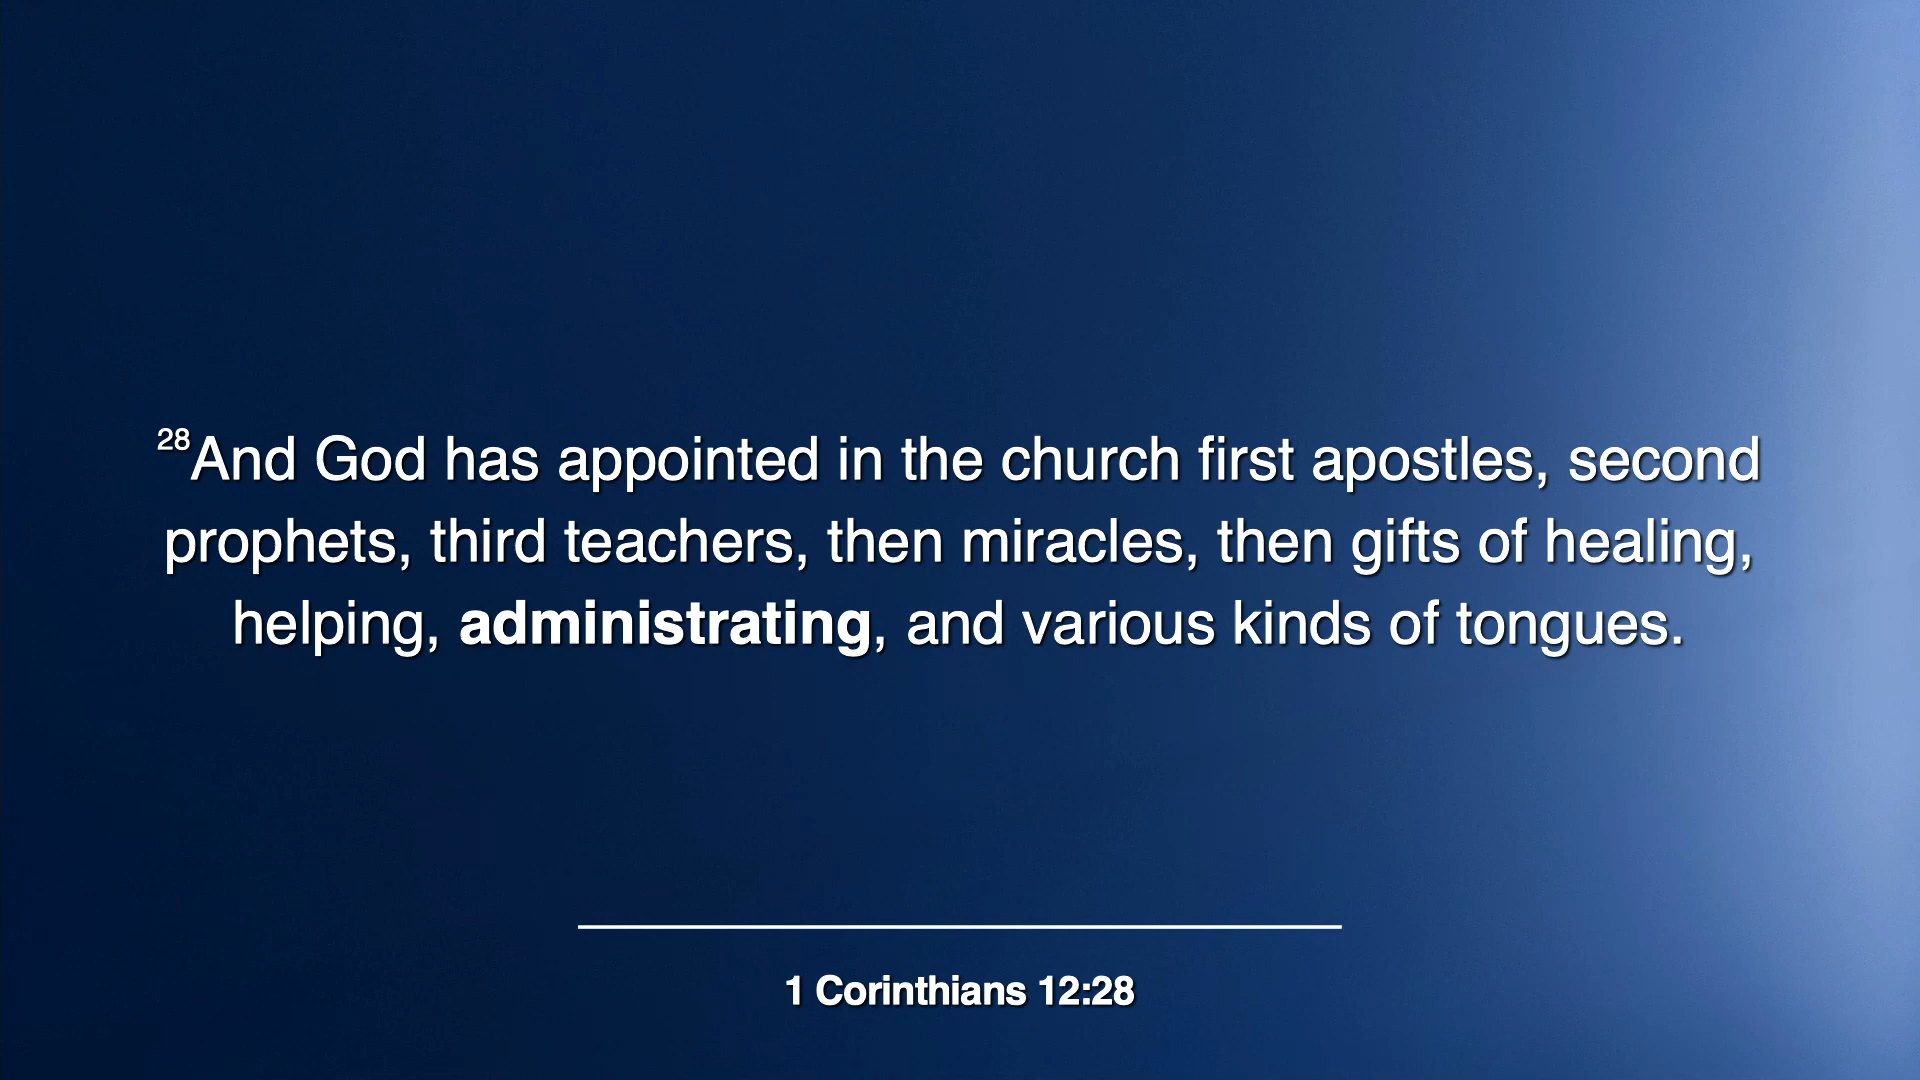 28And God has appointed in the church first apostles, second
prophets, third teachers, then miracles, then gifts of healing,
helping, administrating, and various kinds of tongues.
1 Corinthians 12:28